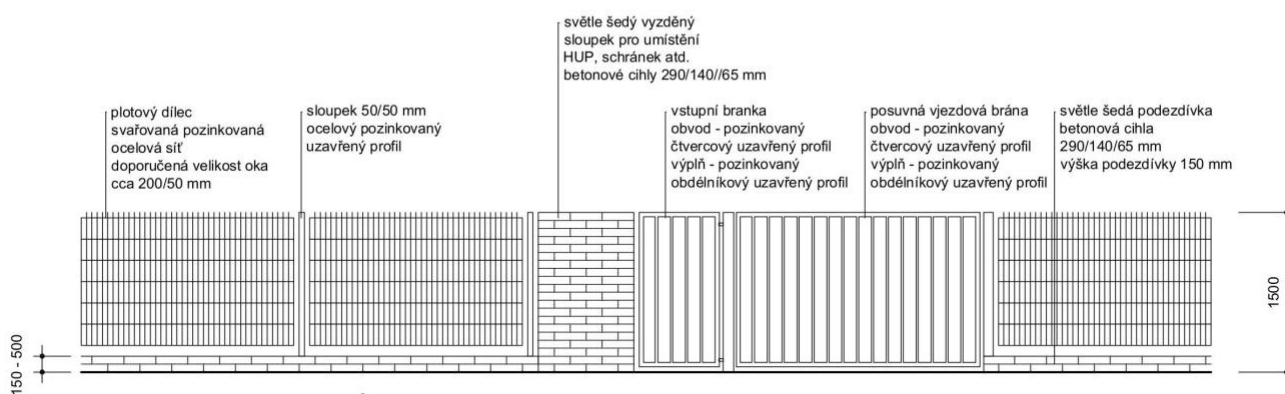 světle šedý vyzděný
sloupek pro umístění
HUP, schránek atd.
betonové cihly 290/140//65 mm
plotový dílec
svařovaná pozinkovaná
ocelová síť
doporučená velikost oka
cca 200/50 mm
sloupek 50/50 mm
ocelový pozinkovaný
uzavřený profil
vstupní branka
obvod - pozinkovaný
čtvercový uzavřený profil
výplň - pozinkovaný
obdélníkový uzavřený profil
posuvná vjezdová brána
obvod - pozinkovaný
čtvercový uzavřený profil
výplň - pozinkovaný
obdélníkový uzavřený profil
světle šedá podezdívka
betonová cihla
290/140/65 mm
výška podezdívky 150 mm
150 - 500
1500